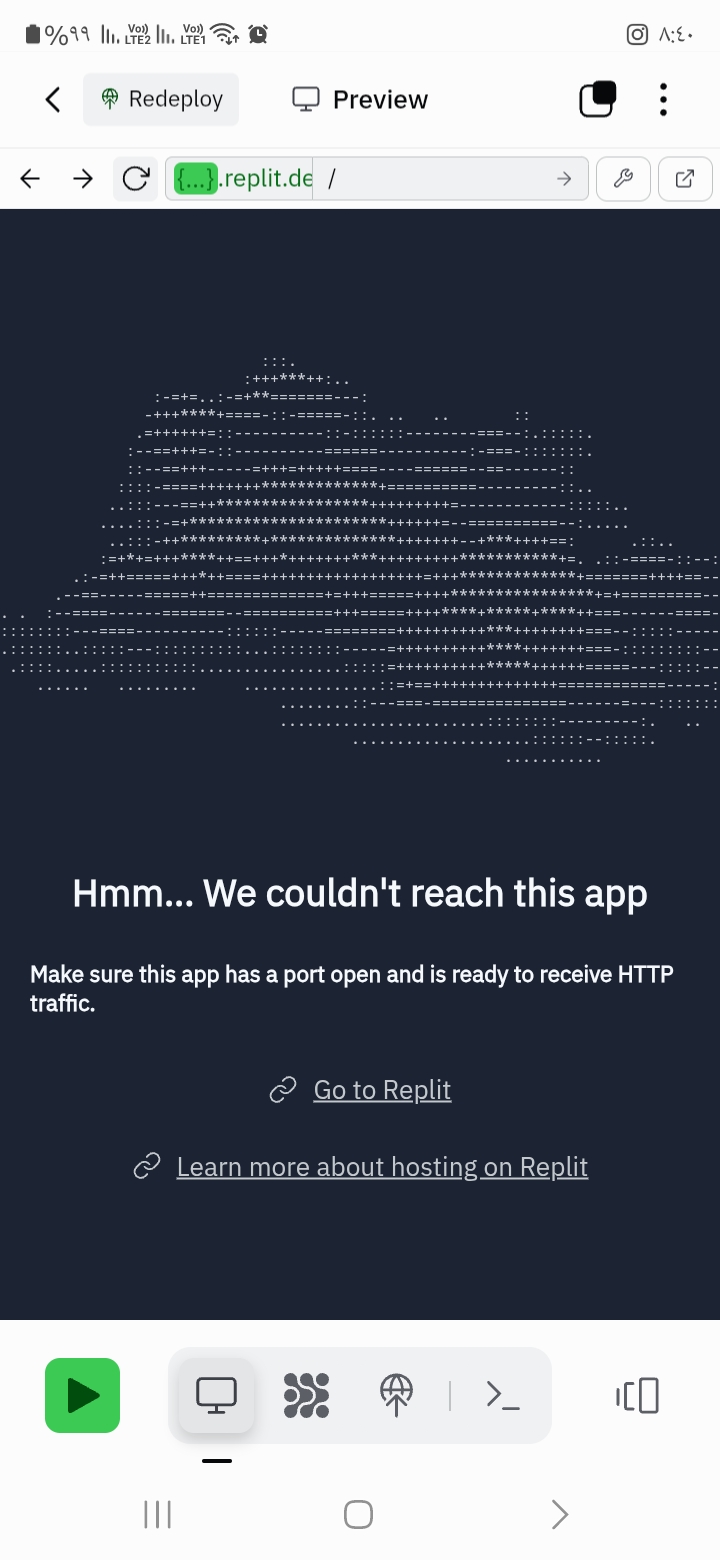 %٩٩ Vo)) LTE2 Vo)) LTE1 ٨:٤٠
Redeploy Preview
{...}.replit.de /
Hmm... We couldn't reach this app
Make sure this app has a port open and is ready to receive HTTP
traffic.
Go to Replit
Learn more about hosting on Replit